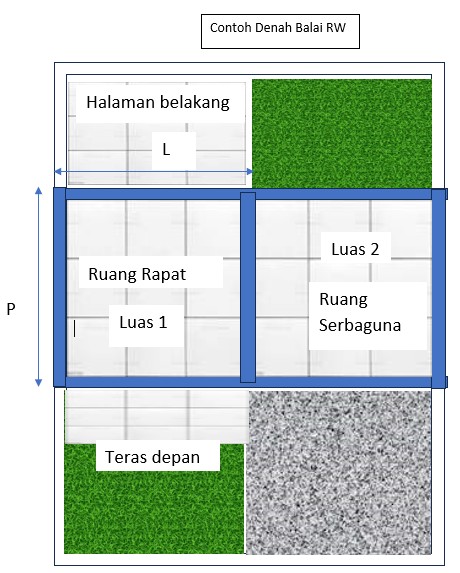 Contoh Denah Balai RW
Halaman belakang
L
Luas 2
Ruang Rapat
Ruang
Serbaguna
P
Luas 1
Teras depan